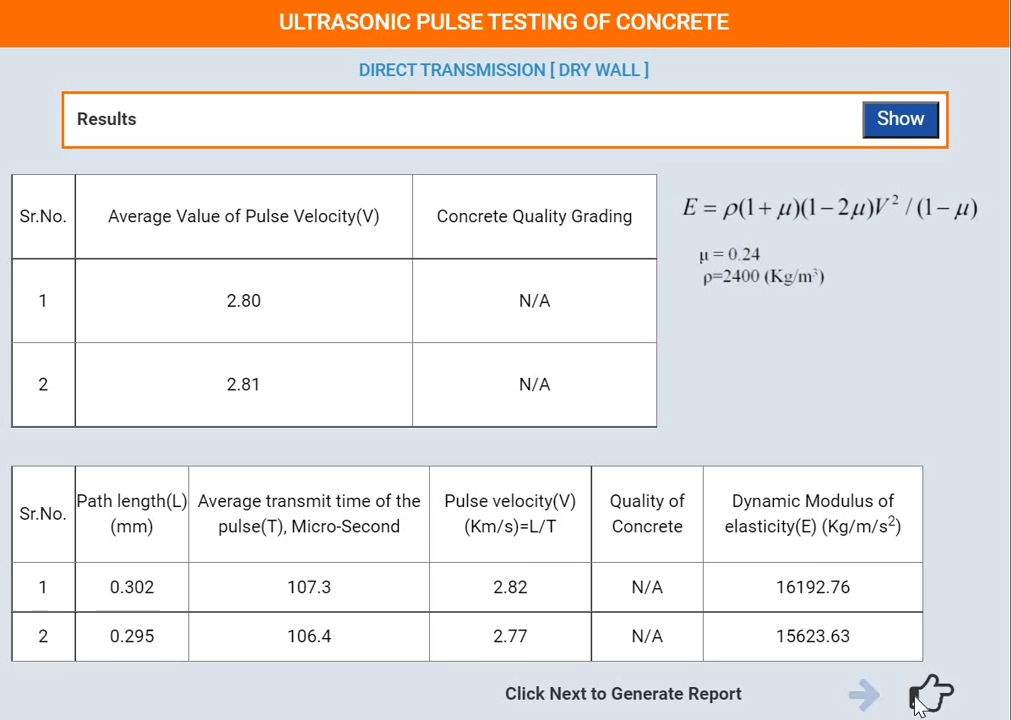 ULTRASONIC PULSE TESTING OF CONCRETE
DIRECT TRANSMISSION [ DRY WALL ]
Results
Show
Sr.No. Average Value of Pulse Velocity(V) Concrete Quality Grading
1 2.80 N/A
2 2.81 N/A
E = ρ(1+ μ)(1−2μ)V² / (1− μ)
μ = 0.24
ρ=2400 (Kg/m³)
Sr.No. Path length(L) (mm) Average transmit time of the pulse(T), Micro-Second Pulse velocity(V) (Km/s)=L/T Quality of Concrete Dynamic Modulus of elasticity(E) (Kg/m/s²)
1 0.302 107.3 2.82 N/A 16192.76
2 0.295 106.4 2.77 N/A 15623.63
Click Next to Generate Report